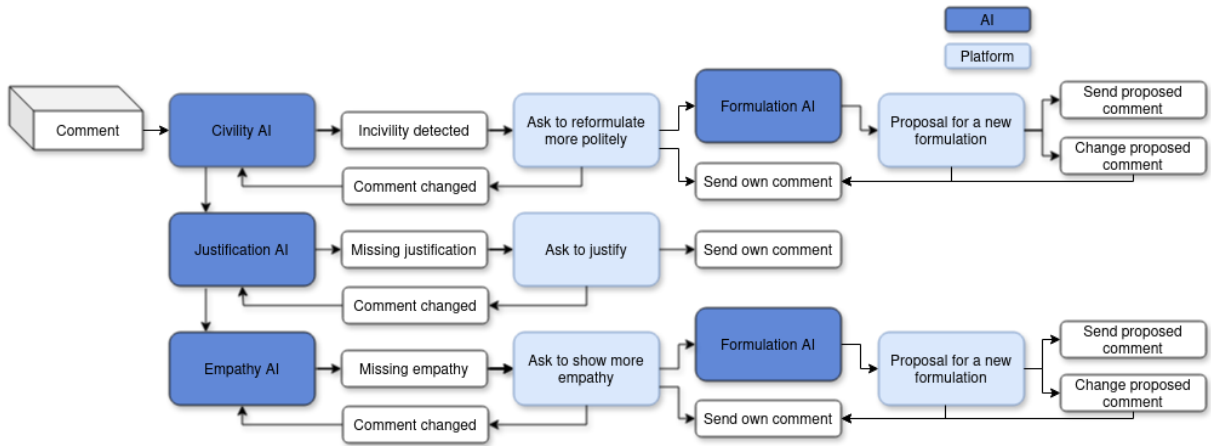 AI
Platform
Comment
Civility AI
Incivility detected
Ask to reformulate
more politely
Formulation AI
Proposal for a new
formulation
Send proposed
comment
Change proposed
comment
Comment changed
Send own comment
Justification AI
Missing justification
Ask to justify
Send own comment
Comment changed
Empathy AI
Missing empathy
Ask to show more
empathy
Formulation AI
Proposal for a new
formulation
Send proposed
comment
Change proposed
comment
Comment changed
Send own comment